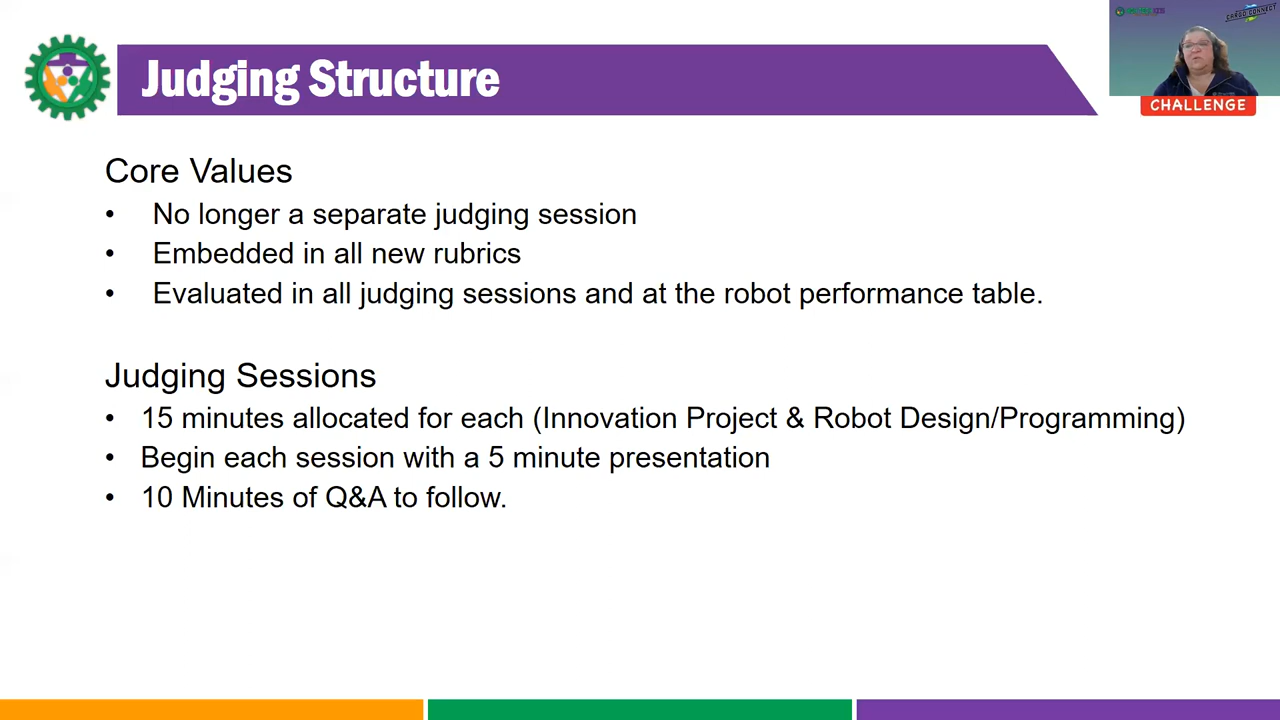 Judging Structure
CARGO CONNECT
CHALLENGE
Core Values
• No longer a separate judging session
• Embedded in all new rubrics
• Evaluated in all judging sessions and at the robot performance table.
Judging Sessions
• 15 minutes allocated for each (Innovation Project & Robot Design/Programming)
• Begin each session with a 5 minute presentation
• 10 Minutes of Q&A to follow.